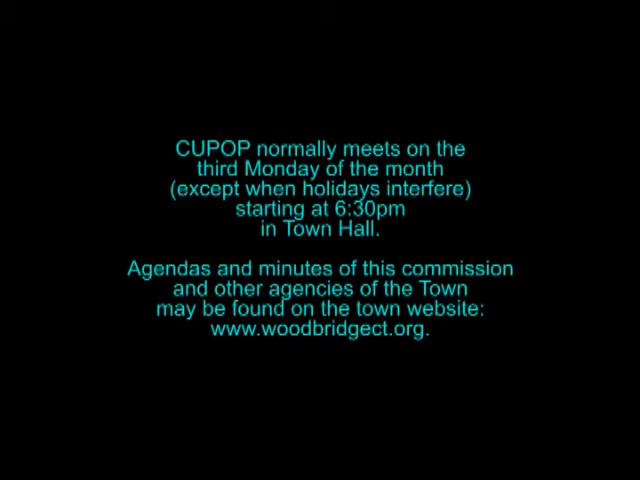 CUPOP normally meets on the
third Monday of the month
(except when holidays interfere)
starting at 6:30pm
in Town Hall.
Agendas and minutes of this commission
and other agencies of the Town
may be found on the town website:
www.woodbridgect.org.